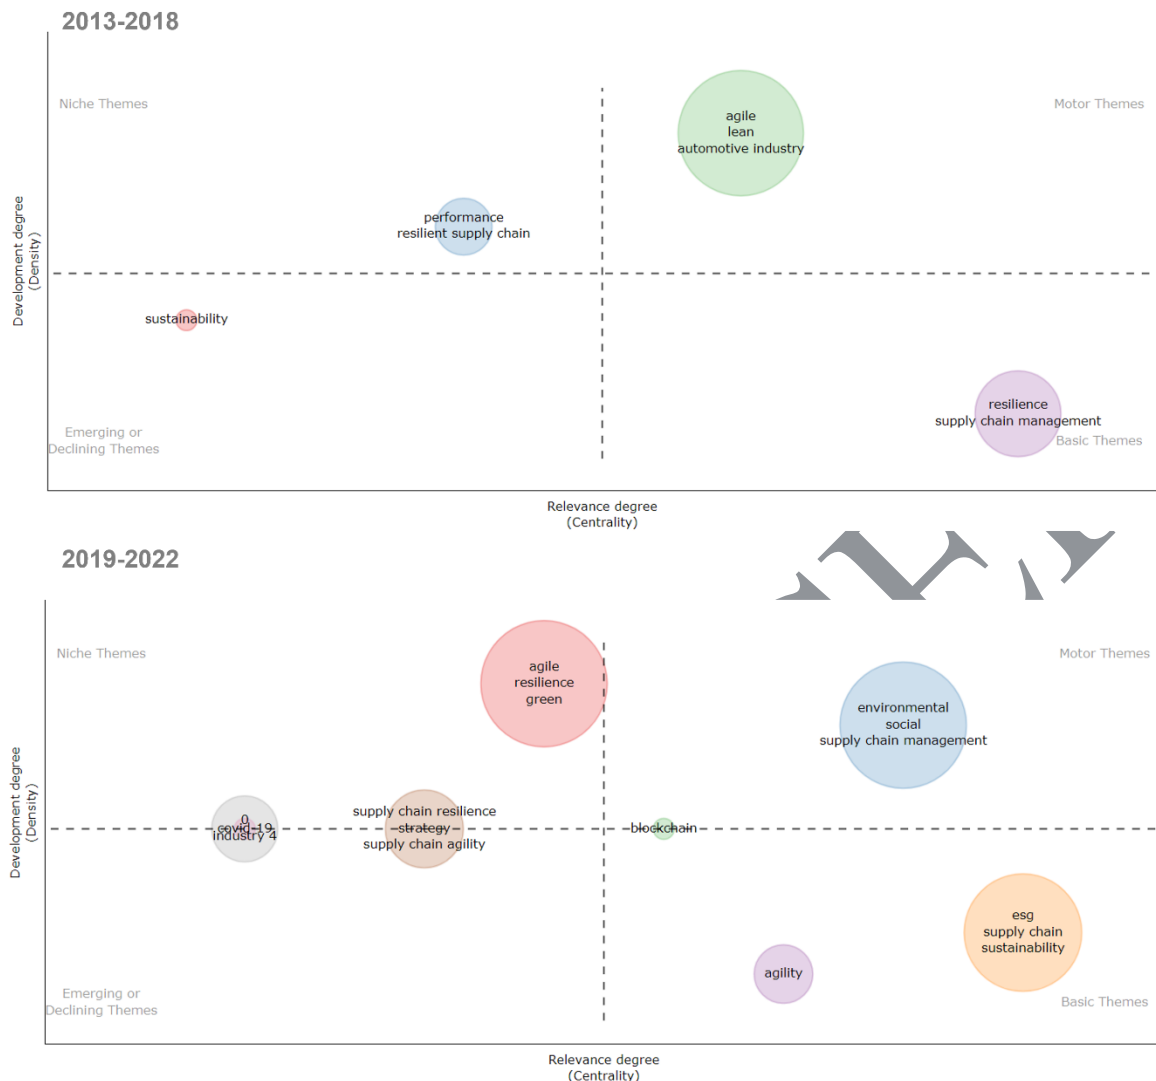 2013-2018
Niche Themes
Motor Themes
agile
lean
automotive industry
performance
resilient supply chain
sustainability
resilience
supply chain management
Emerging or
Declining Themes
Basic Themes
Development degree
(Density)
Relevance degree
(Centrality)
2019-2022
Niche Themes
Motor Themes
agile
resilience
green
environmental
social
supply chain management
0
covid-19
industry 4
supply chain resilience
strategy
supply chain agility
blockchain
esg
supply chain
sustainability
agility
Emerging or
Declining Themes
Basic Themes
Development degree
(Density)
Relevance degree
(Centrality)